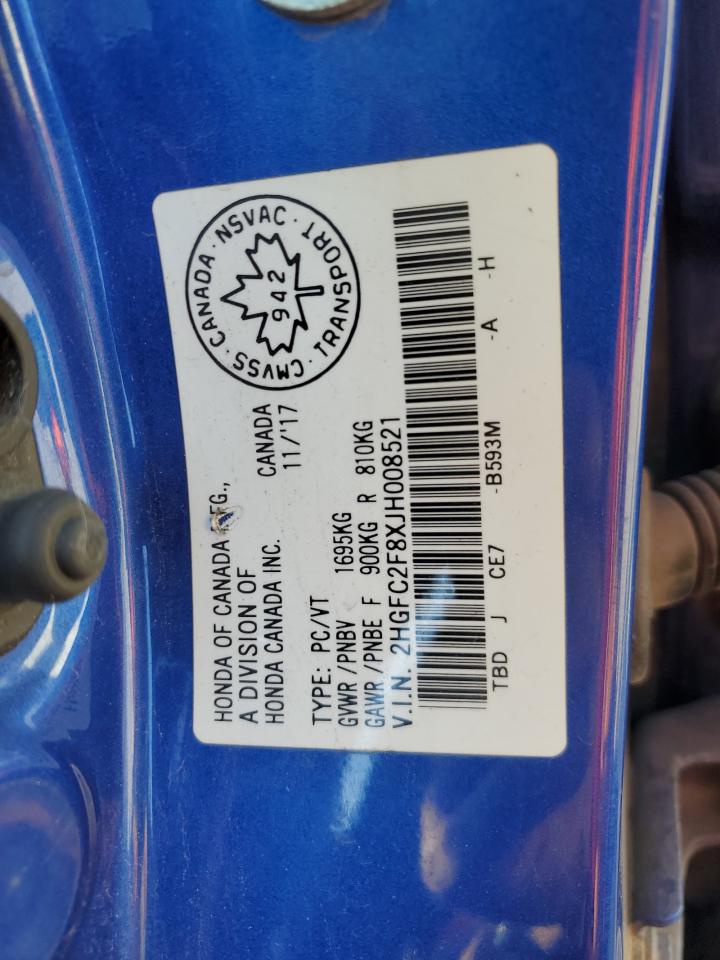 HONDA OF CANADA MFG.,
A DIVISION OF
HONDA CANADA INC. CANADA
11/'17
TYPE: PC/VT
GVWR /PNBV 1695KG
GAWR /PNBE F 900KG R 810KG
V.I.N. 2HGFC2F8XJH008521
TBD J CE7 -B593M -A -H
CANADA · NSVAC · TRANSPORT · CMVSS ·
942